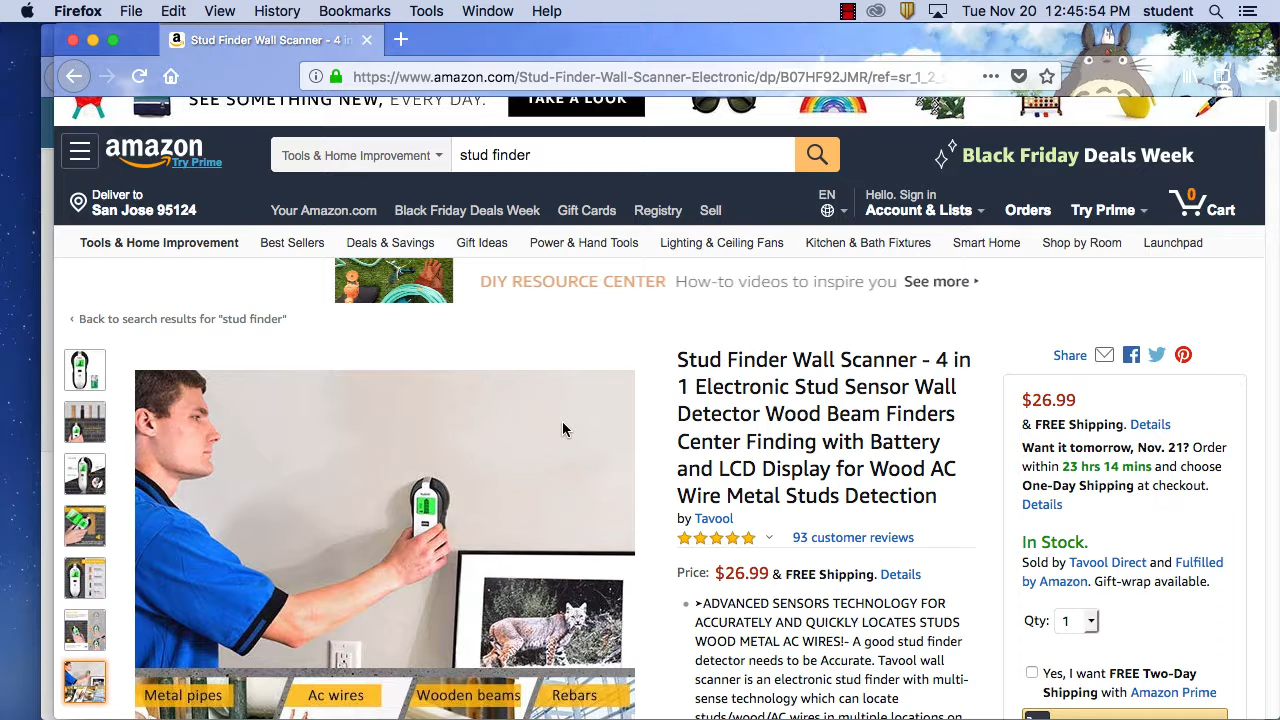 Firefox File Edit View History Bookmarks Tools Window Help Tue Nov 20 12:45:54 PM student
Stud Finder Wall Scanner - 4 in
https://www.amazon.com/Stud-Finder-Wall-Scanner-Electronic/dp/B07HF92JMR/ref=sr_1_2_s
SEE SOMETHING NEW, EVERY DAY. TAKE A LOOK
amazon
Try Prime
Tools & Home Improvement stud finder
Black Friday Deals Week
Deliver to
San Jose 95124
Your Amazon.com Black Friday Deals Week Gift Cards Registry Sell
EN
Hello. Sign in
Account & Lists Orders Try Prime 0 Cart
Tools & Home Improvement Best Sellers Deals & Savings Gift Ideas Power & Hand Tools Lighting & Ceiling Fans Kitchen & Bath Fixtures Smart Home Shop by Room Launchpad
DIY RESOURCE CENTER How-to videos to inspire you See more ▸
‹ Back to search results for "stud finder"
Metal pipes Ac wires Wooden beams Rebars
Stud Finder Wall Scanner - 4 in
1 Electronic Stud Sensor Wall
Detector Wood Beam Finders
Center Finding with Battery
and LCD Display for Wood AC
Wire Metal Studs Detection
by Tavool
93 customer reviews
Price: $26.99 & FREE Shipping. Details
• ➤ADVANCED SENSORS TECHNOLOGY FOR
ACCURATELY AND QUICKLY LOCATES STUDS
WOOD METAL AC WIRES!- A good stud finder
detector needs to be Accurate. Tavool wall
scanner is an electronic stud finder with multi-
sense technology which can locate
studs/wood/AC wires in multiple locations on
Share
$26.99
& FREE Shipping. Details
Want it tomorrow, Nov. 21? Order
within 23 hrs 14 mins and choose
One-Day Shipping at checkout.
Details
In Stock.
Sold by Tavool Direct and Fulfilled
by Amazon. Gift-wrap available.
Qty: 1
Yes, I want FREE Two-Day
Shipping with Amazon Prime